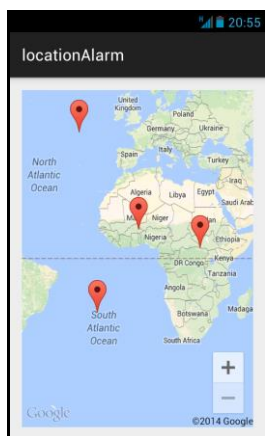 20:55
locationAlarm
United
Kingdom
Poland
Germany
Ukraine
Italy
Spain
Turkey
North
Atlantic
Ocean
Iraq
Algeria
Libya
Egypt
Saudi Arab
Niger
Nigeria
Ethiopia
DR Congo
Kenya
Tanzania
Angola
South
Atlantic
Ocean
Botswana
Madaga
South Africa
+
−
Google
©2014 Google